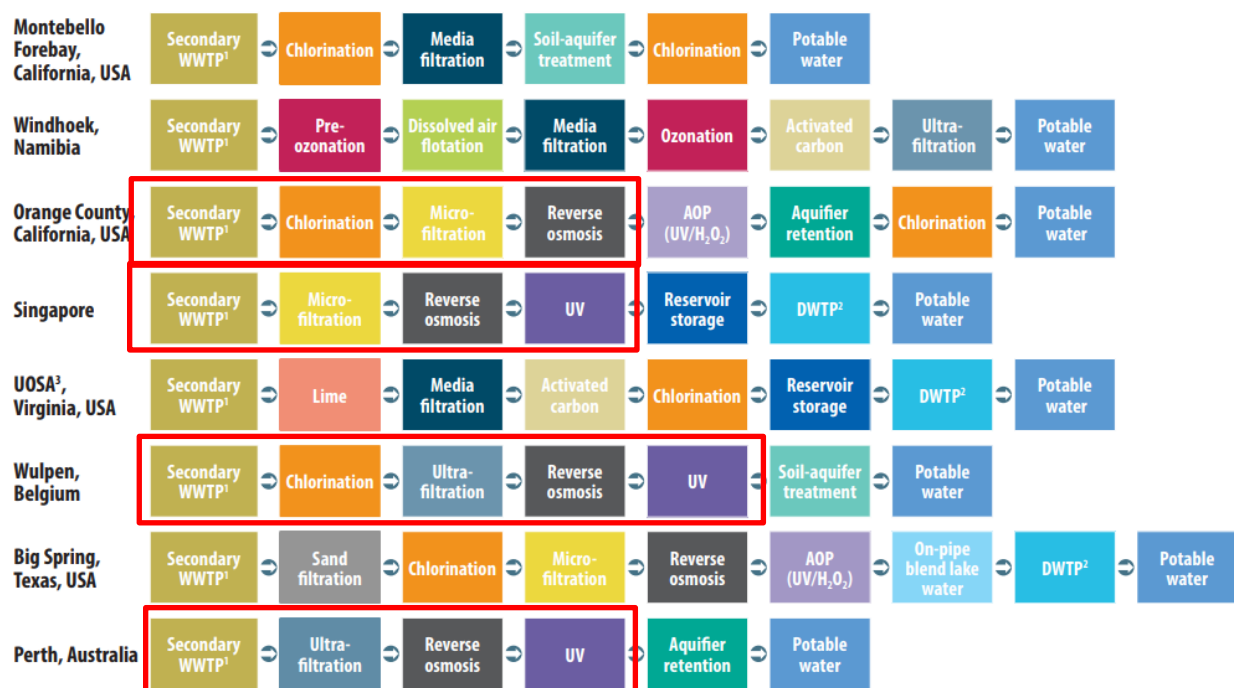 Montebello
Forebay,
California, USA
Secondary
WWTP¹
Chlorination
Media
filtration
Soil-aquifer
treatment
Chlorination
Potable
water
Windhoek,
Namibia
Secondary
WWTP¹
Pre-
ozonation
Dissolved air
flotation
Media
filtration
Ozonation
Activated
carbon
Ultra-
filtration
Potable
water
Orange County,
California, USA
Secondary
WWTP¹
Chlorination
Micro-
filtration
Reverse
osmosis
AOP
(UV/H₂O₂)
Aquifier
retention
Chlorination
Potable
water
Singapore
Secondary
WWTP¹
Micro-
filtration
Reverse
osmosis
UV
Reservoir
storage
DWTP²
Potable
water
UOSA³,
Virginia, USA
Secondary
WWTP¹
Lime
Media
filtration
Activated
carbon
Chlorination
Reservoir
storage
DWTP²
Potable
water
Wulpen,
Belgium
Secondary
WWTP¹
Chlorination
Ultra-
filtration
Reverse
osmosis
UV
Soil-aquifer
treatment
Potable
water
Big Spring,
Texas, USA
Secondary
WWTP¹
Sand
filtration
Chlorination
Micro-
filtration
Reverse
osmosis
AOP
(UV/H₂O₂)
On-pipe
blend lake
water
DWTP²
Potable
water
Perth, Australia
Secondary
WWTP¹
Ultra-
filtration
Reverse
osmosis
UV
Aquifier
retention
Potable
water